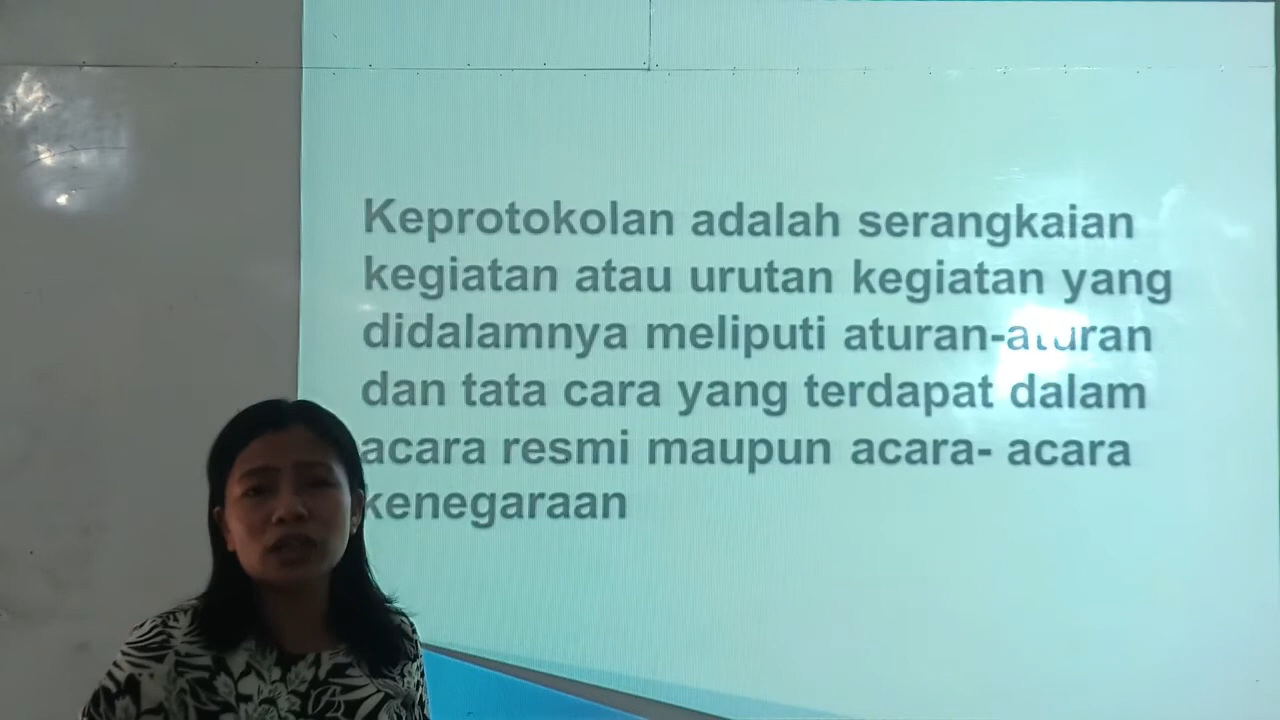 Keprotokolan adalah serangkaian
kegiatan atau urutan kegiatan yang
didalamnya meliputi aturan-aturan
dan tata cara yang terdapat dalam
acara resmi maupun acara- acara
kenegaraan